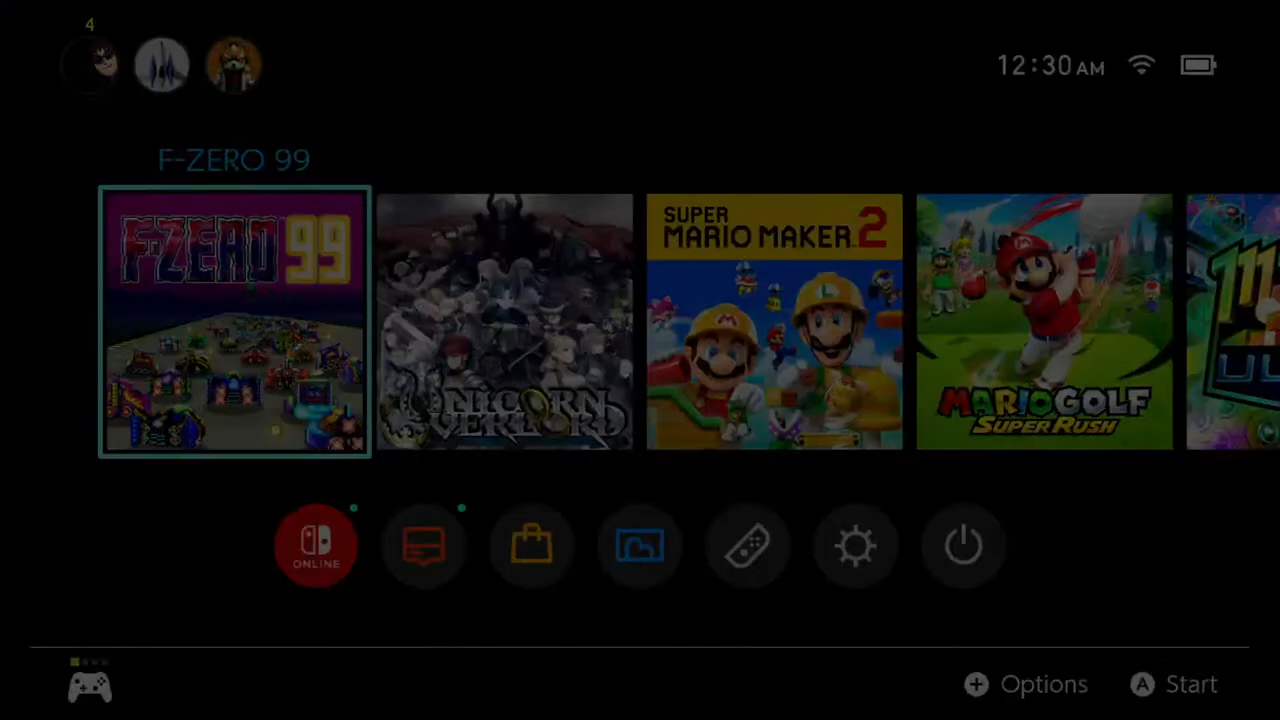 4
12:30 AM
F-ZERO 99
F-ZERO 99
UNICORN
OVERLORD
SUPER
MARIO MAKER 2
MARIO GOLF
SUPER RUSH
ONLINE
Options
Start